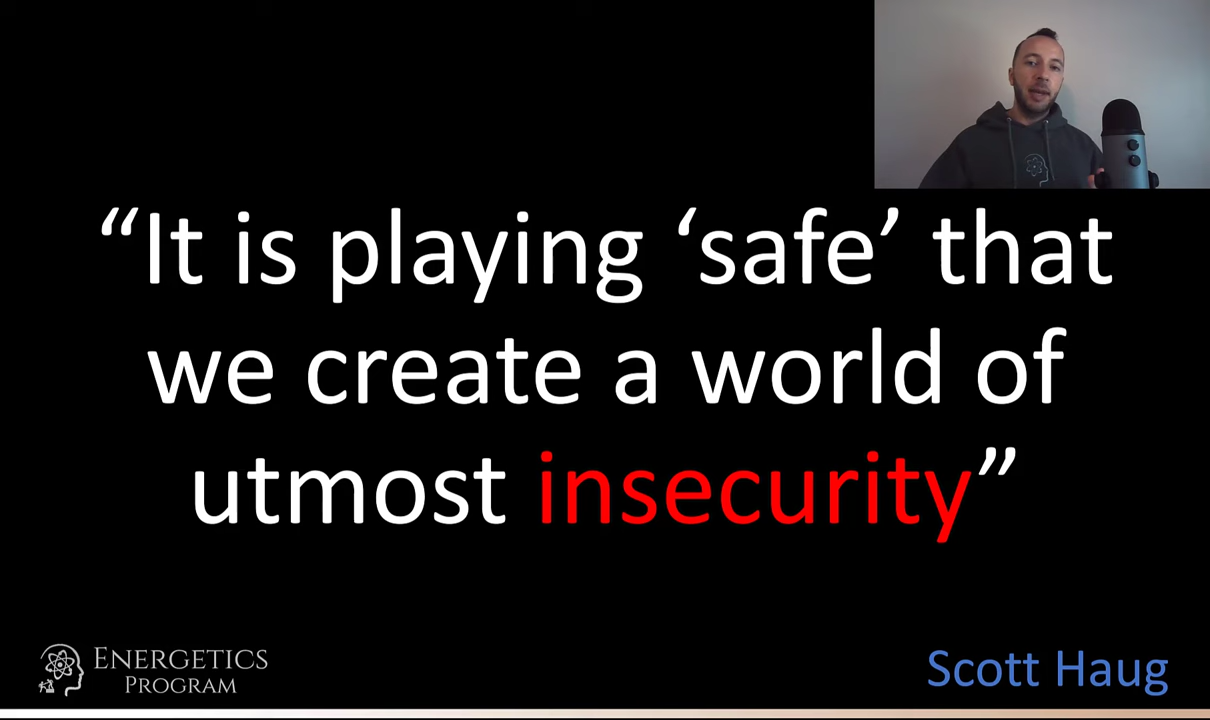 “It is playing ‘safe’ that
we create a world of
utmost insecurity”
ENERGETICS
PROGRAM
Scott Haug